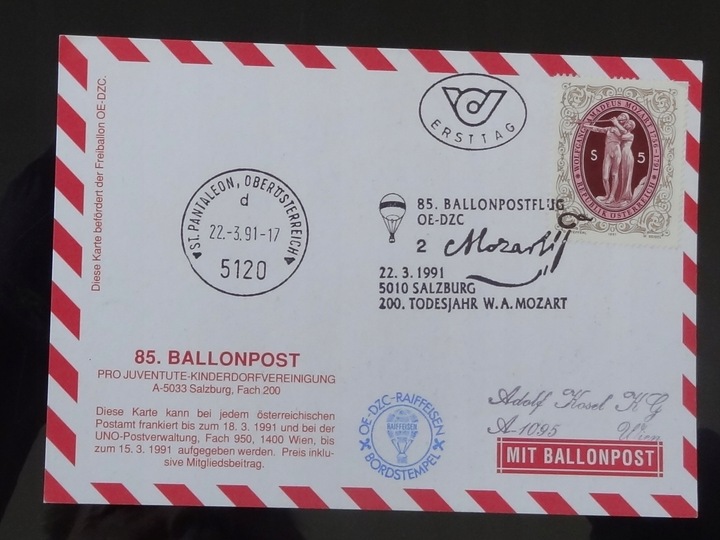 Diese Karte befördert der Freiballon OE-DZC.
ERSTTAG
WOLFGANG AMADEUS MOZART 1756-1791
S 5
REPUBLIK ÖSTERREICH
1991
ST. PANTALEON, OBERÖSTERREICH
d
22.-3.91-17
5120
85. BALLONPOSTFLUG
OE-DZC
2 Mozart
22. 3. 1991
5010 SALZBURG
200. TODESJAHR W.A. MOZART
85. BALLONPOST
PRO JUVENTUTE-KINDERDORFVEREINIGUNG
A-5033 Salzburg, Fach 200
Diese Karte kann bei jedem österreichischen
Postamt frankiert bis zum 18. 3. 1991 und bei der
UNO-Postverwaltung, Fach 950, 1400 Wien, bis
zum 15. 3. 1991 aufgegeben werden. Preis inklu-
sive Mitgliedsbeitrag.
OE-DZC-RAIFFEISEN
RAIFFEISEN
BORDSTEMPEL
Adolf Kosel KG
A-1095 Wien
MIT BALLONPOST